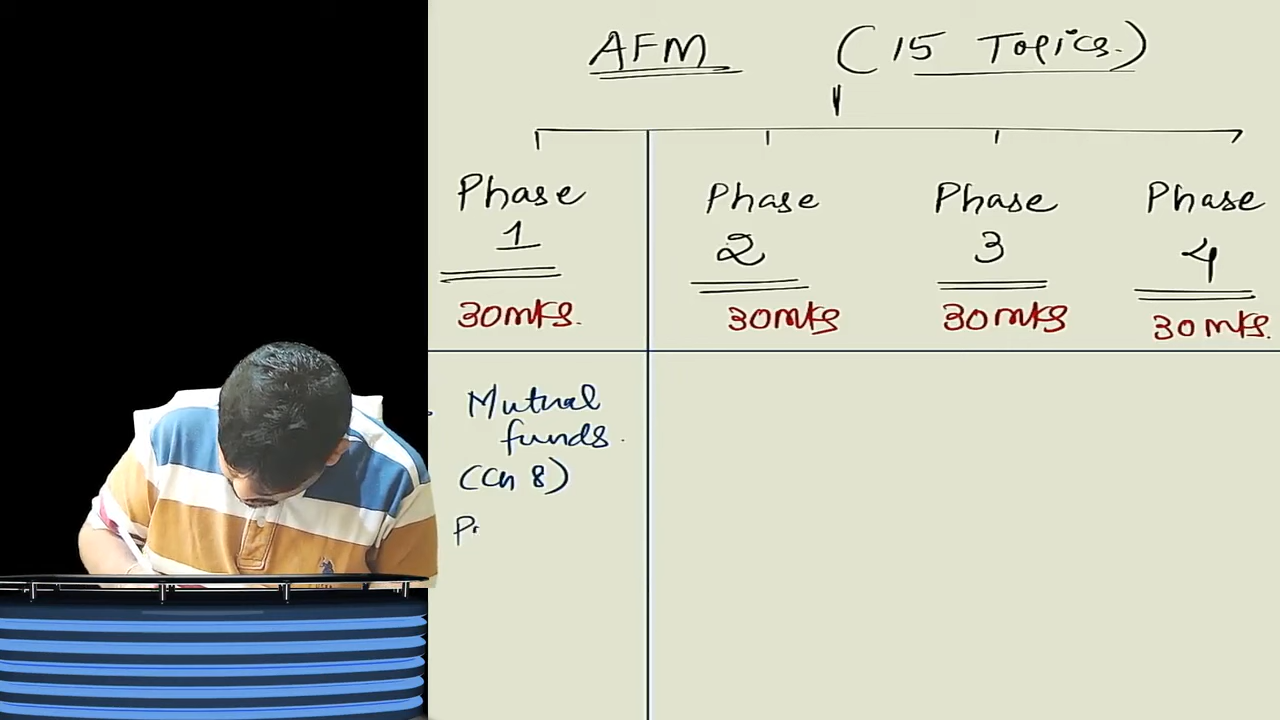 AFM (15 Topics.)
Phase 1
30mks.
Phase 2
30mks
Phase 3
30mks
Phase 4
30mks.
Mutual
funds.
(Ch 8)